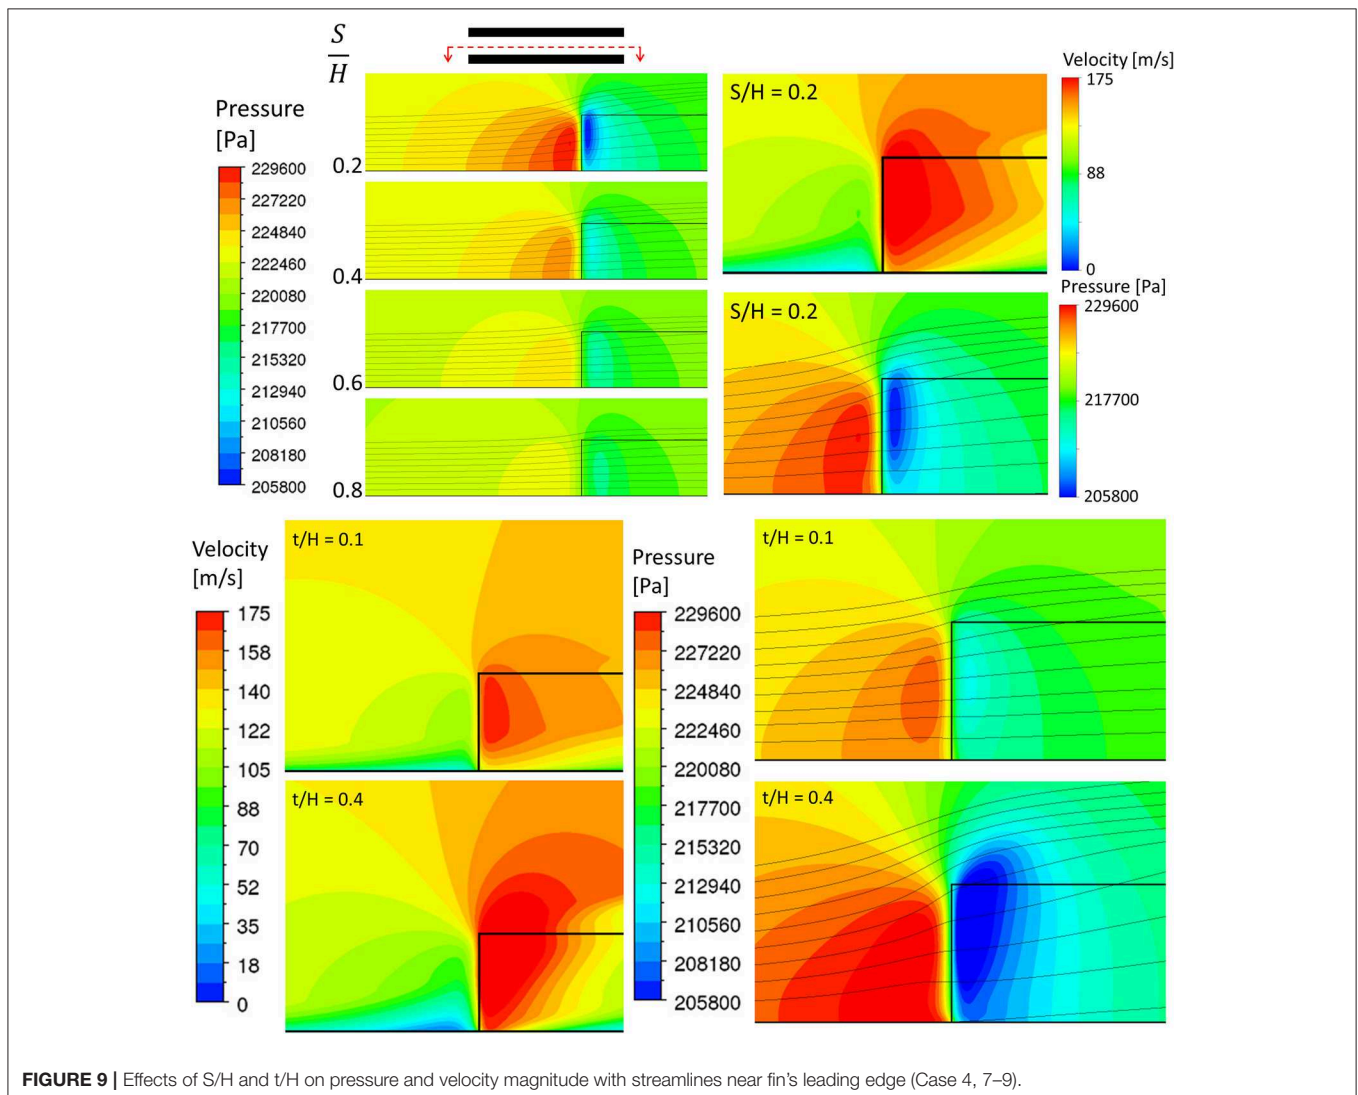 S
H
Pressure
[Pa]
229600
227220
224840
222460
220080
217700
215320
212940
210560
208180
205800
0.2
0.4
0.6
0.8
S/H = 0.2
Velocity [m/s]
175
88
0
S/H = 0.2
Pressure [Pa]
229600
217700
205800
Velocity
[m/s]
175
158
140
122
105
88
70
52
35
18
0
t/H = 0.1
t/H = 0.4
Pressure
[Pa]
229600
227220
224840
222460
220080
217700
215320
212940
210560
208180
205800
t/H = 0.1
t/H = 0.4
FIGURE 9 | Effects of S/H and t/H on pressure and velocity magnitude with streamlines near fin's leading edge (Case 4, 7–9).